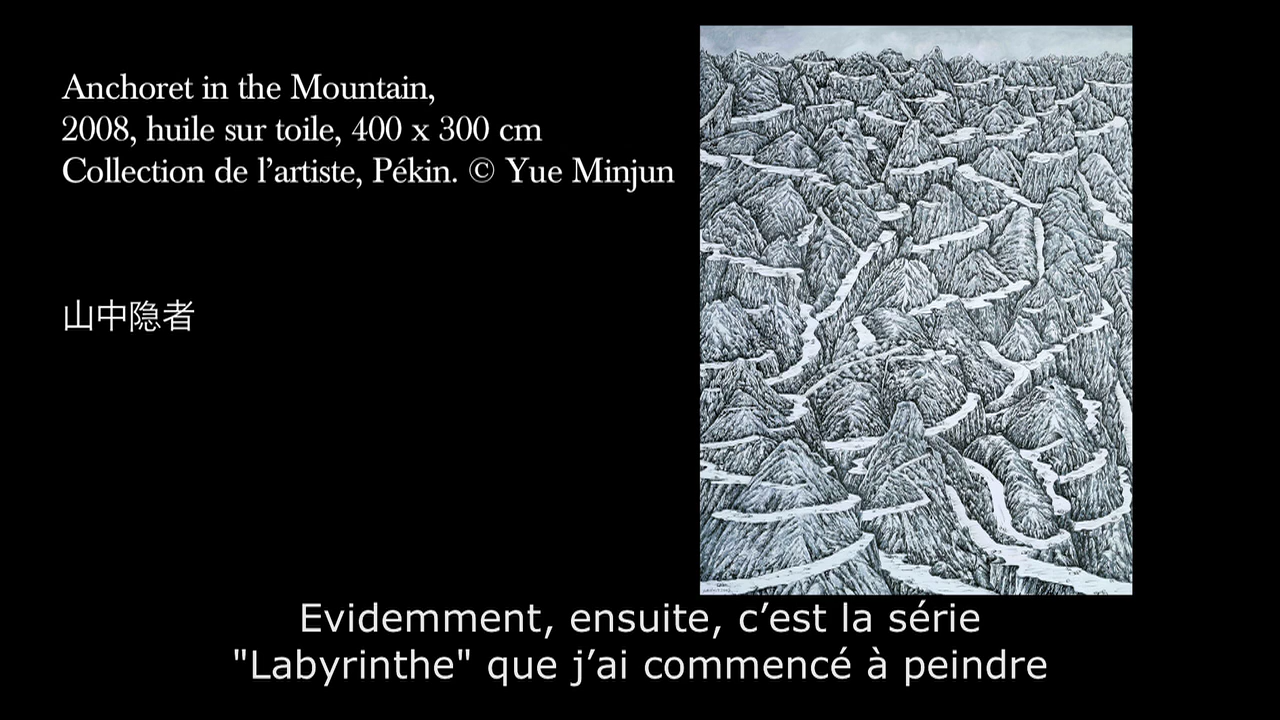 Anchoret in the Mountain,
2008, huile sur toile, 400 x 300 cm
Collection de l’artiste, Pékin. © Yue Minjun
山中隐者
Evidemment, ensuite, c’est la série
"Labyrinthe" que j’ai commencé à peindre